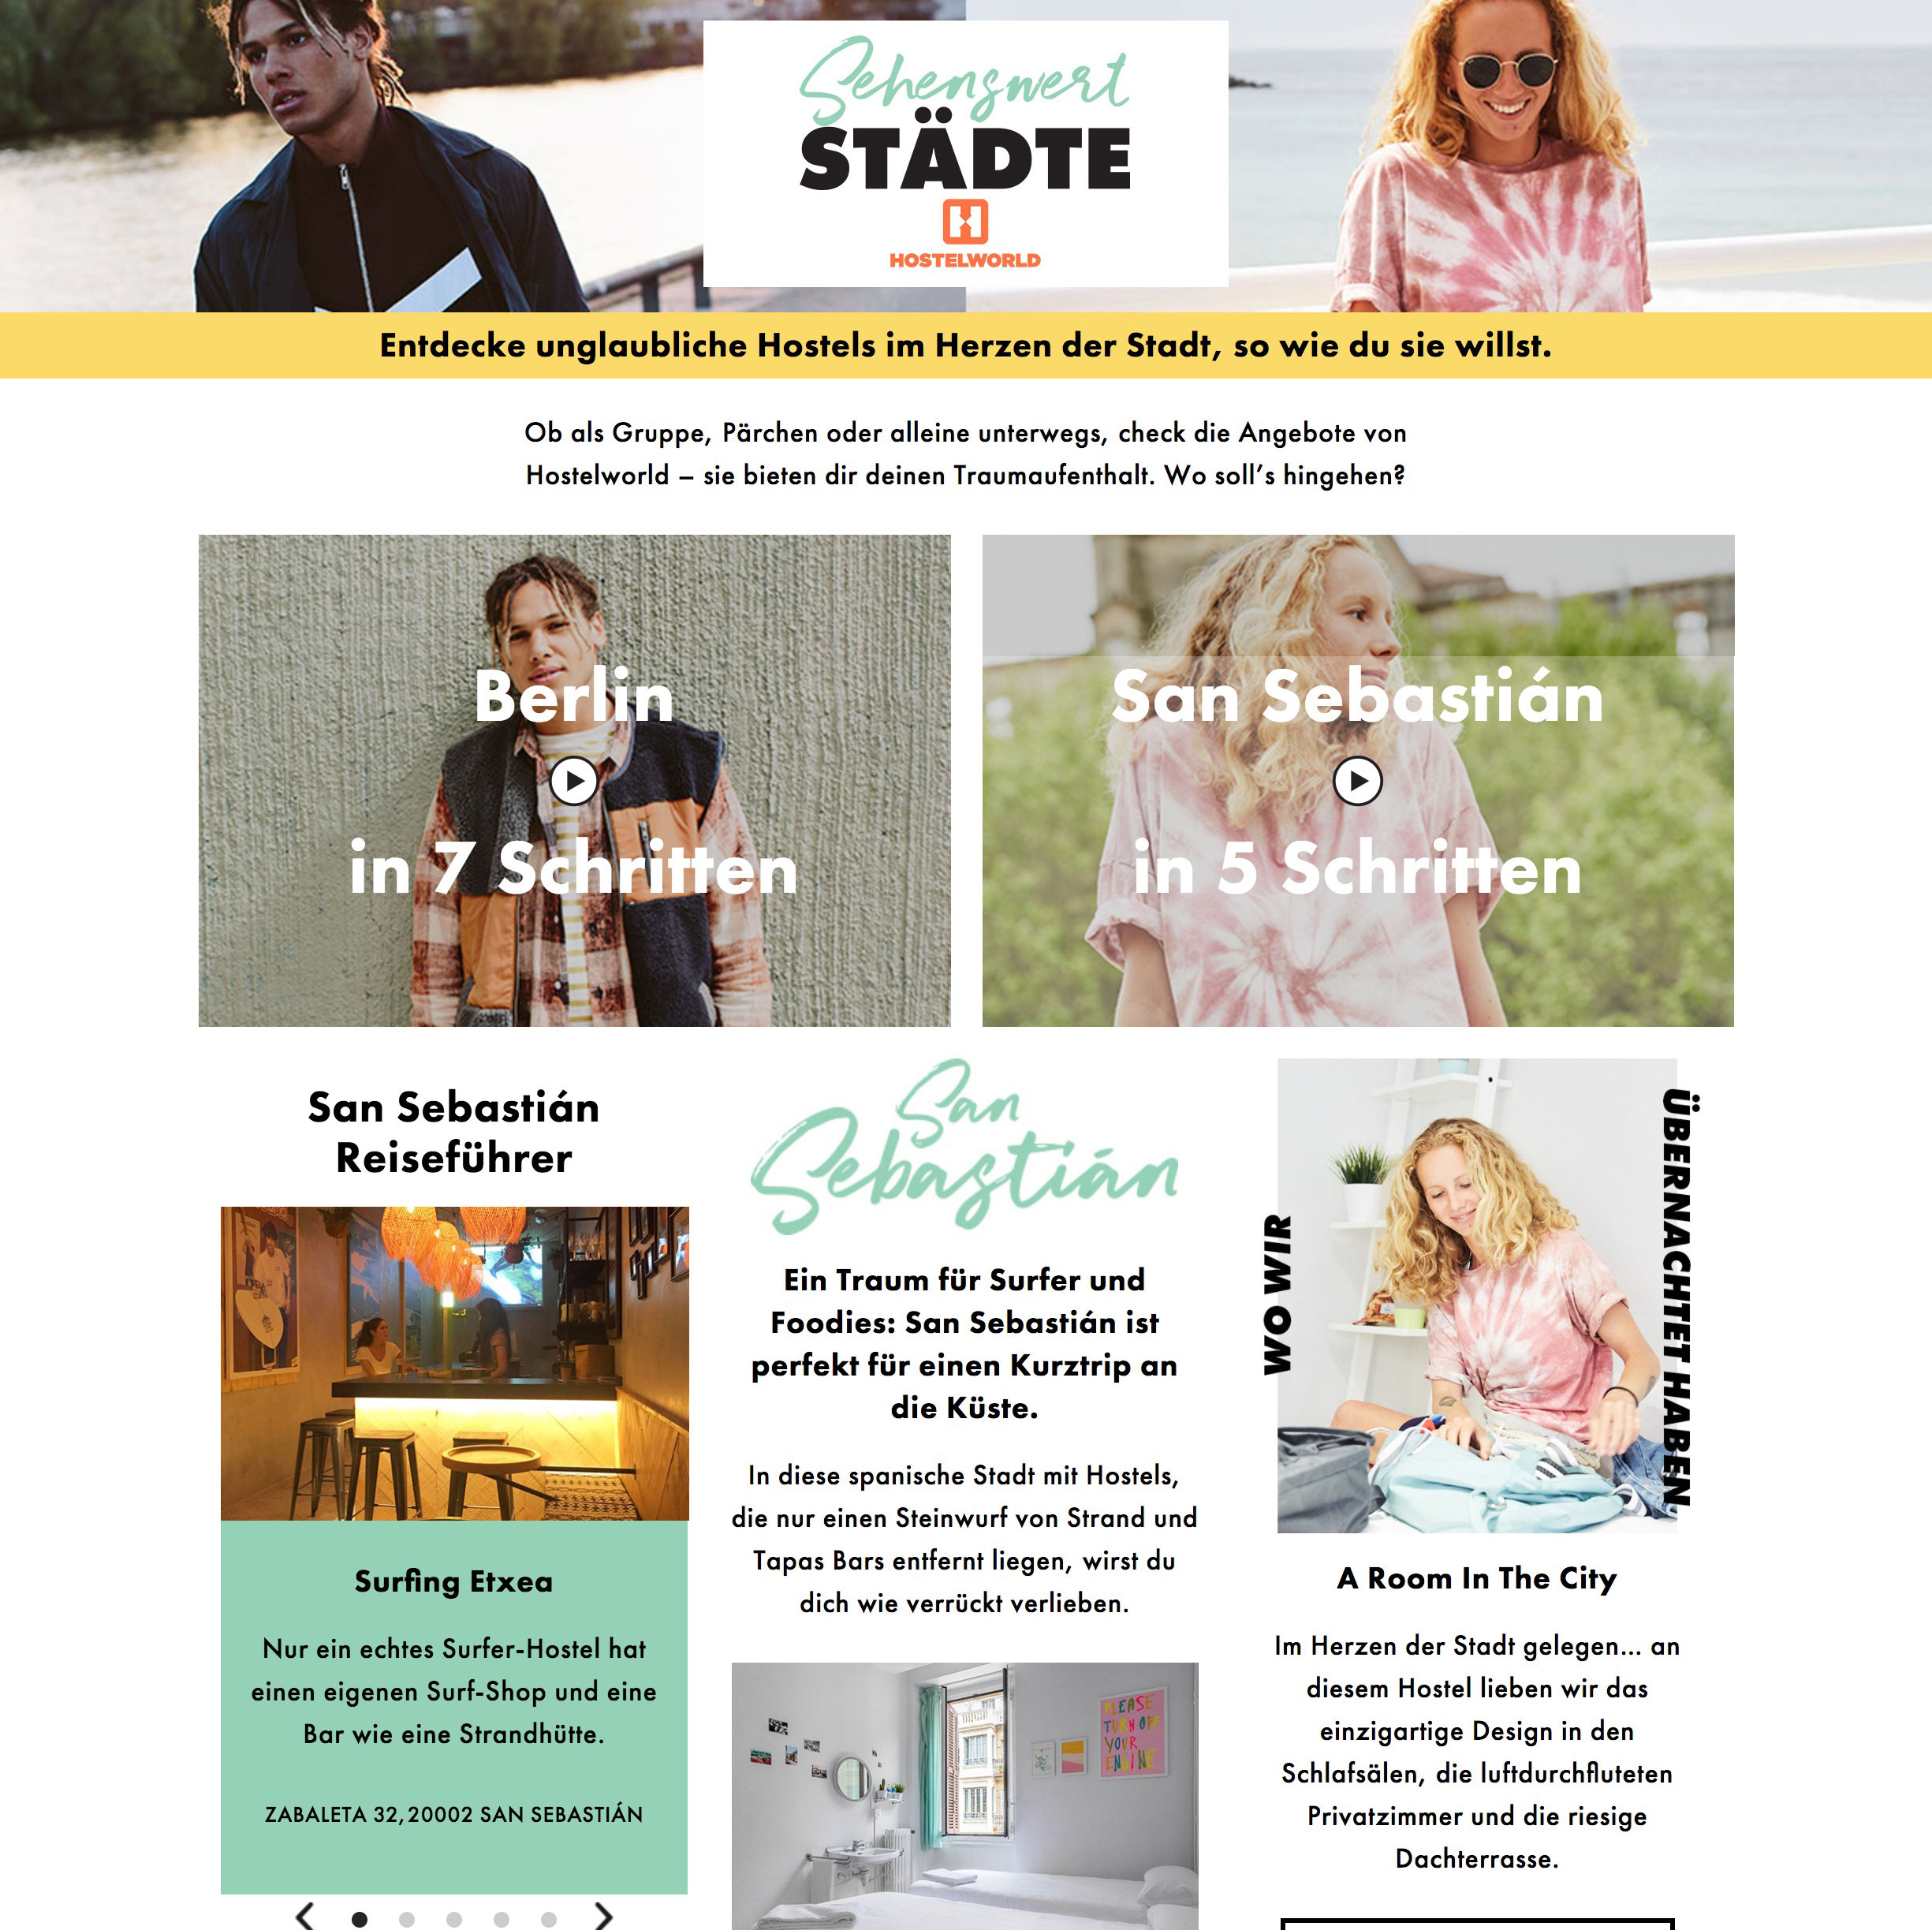 Sehenswert
STÄDTE
HOSTELWORLD
Entdecke unglaubliche Hostels im Herzen der Stadt, so wie du sie willst.
Ob als Gruppe, Pärchen oder alleine unterwegs, check die Angebote von
Hostelworld – sie bieten dir deinen Traumaufenthalt. Wo soll's hingehen?
Berlin
in 7 Schritten
San Sebastián
in 5 Schritten
San Sebastián
Reiseführer
Surfing Etxea
Nur ein echtes Surfer-Hostel hat
einen eigenen Surf-Shop und eine
Bar wie eine Strandhütte.
ZABALETA 32, 20002 SAN SEBASTIÁN
San
Sebastián
Ein Traum für Surfer und
Foodies: San Sebastián ist
perfekt für einen Kurztrip an
die Küste.
In diese spanische Stadt mit Hostels,
die nur einen Steinwurf von Strand und
Tapas Bars entfernt liegen, wirst du
dich wie verrückt verlieben.
PLEASE
TURN OFF
YOUR
ENGINE
WO WIR
ÜBERNACHTET HABEN
A Room In The City
Im Herzen der Stadt gelegen... an
diesem Hostel lieben wir das
einzigartige Design in den
Schlafsälen, die luftdurchfluteten
Privatzimmer und die riesige
Dachterrasse.